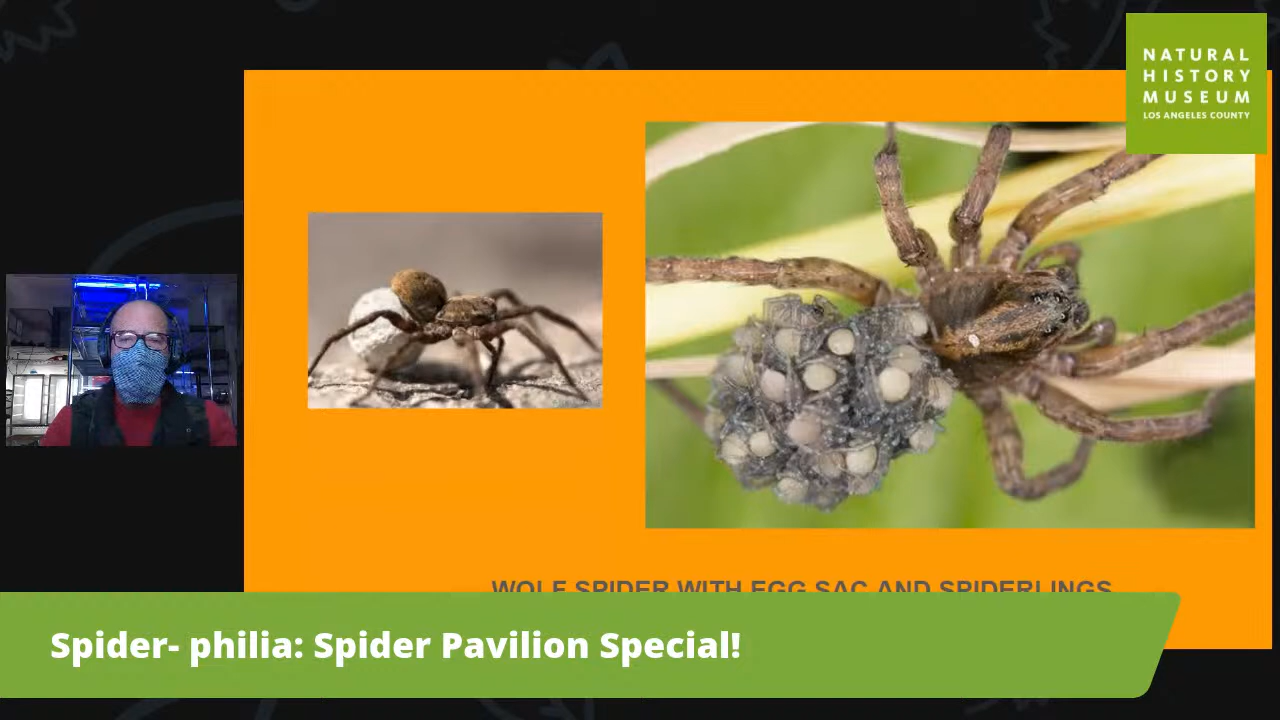 NATURAL
HISTORY
MUSEUM
LOS ANGELES COUNTY
WOLF SPIDER WITH EGG SAC AND SPIDERLINGS
Spider- philia: Spider Pavilion Special!